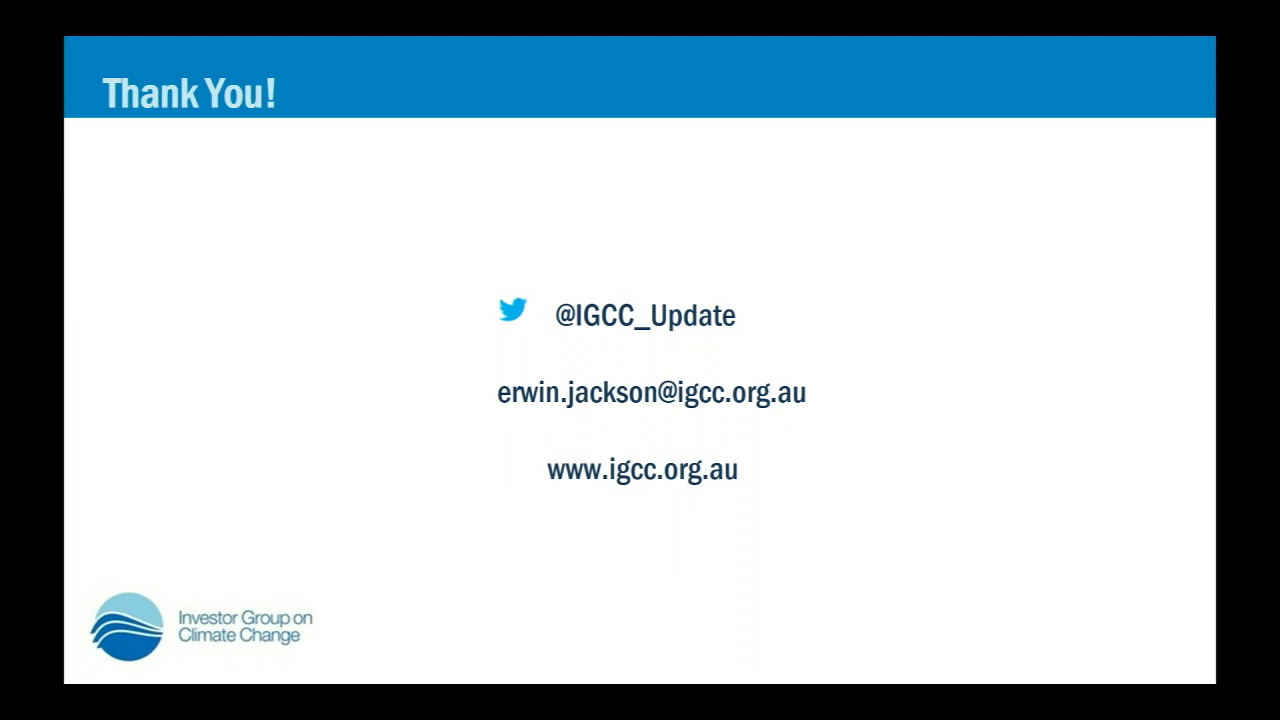 Thank You!
@IGCC_Update
erwin.jackson@igcc.org.au
www.igcc.org.au
Investor Group on
Climate Change